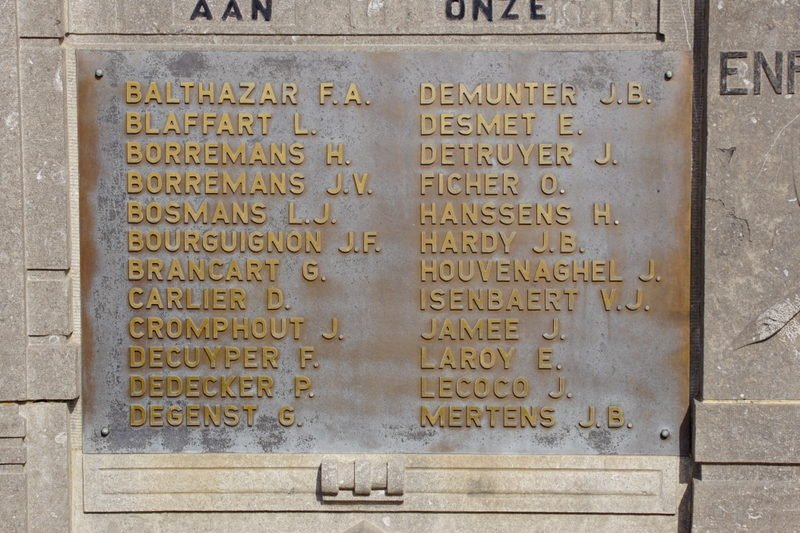 AAN ONZE
ENF
BALTHAZAR F.A.
BLAFFART L.
BORREMANS H.
BORREMANS J.V.
BOSMANS L.J.
BOURGUIGNON J.F.
BRANCART G.
CARLIER D.
CROMPHOUT J.
DECUYPER F.
DEDECKER P.
DEGENST G.
DEMUNTER J.B.
DESMET E.
DETRUYER J.
FICHER O.
HANSSENS H.
HARDY J.B.
HOUVENAGHEL J.
ISENBAERT V.J.
JAMEE J.
LAROY E.
LECOCQ J.
MERTENS J.B.